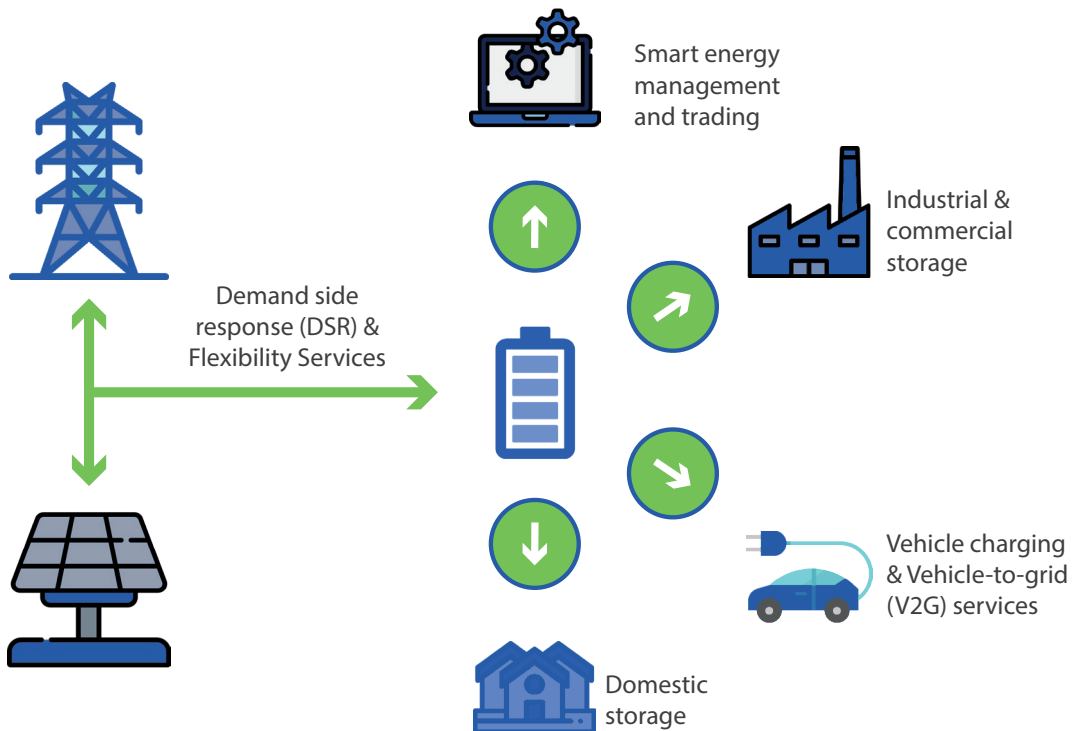 Smart energy
management
and trading
Industrial &
commercial
storage
Demand side
response (DSR) &
Flexibility Services
Vehicle charging
& Vehicle-to-grid
(V2G) services
Domestic
storage